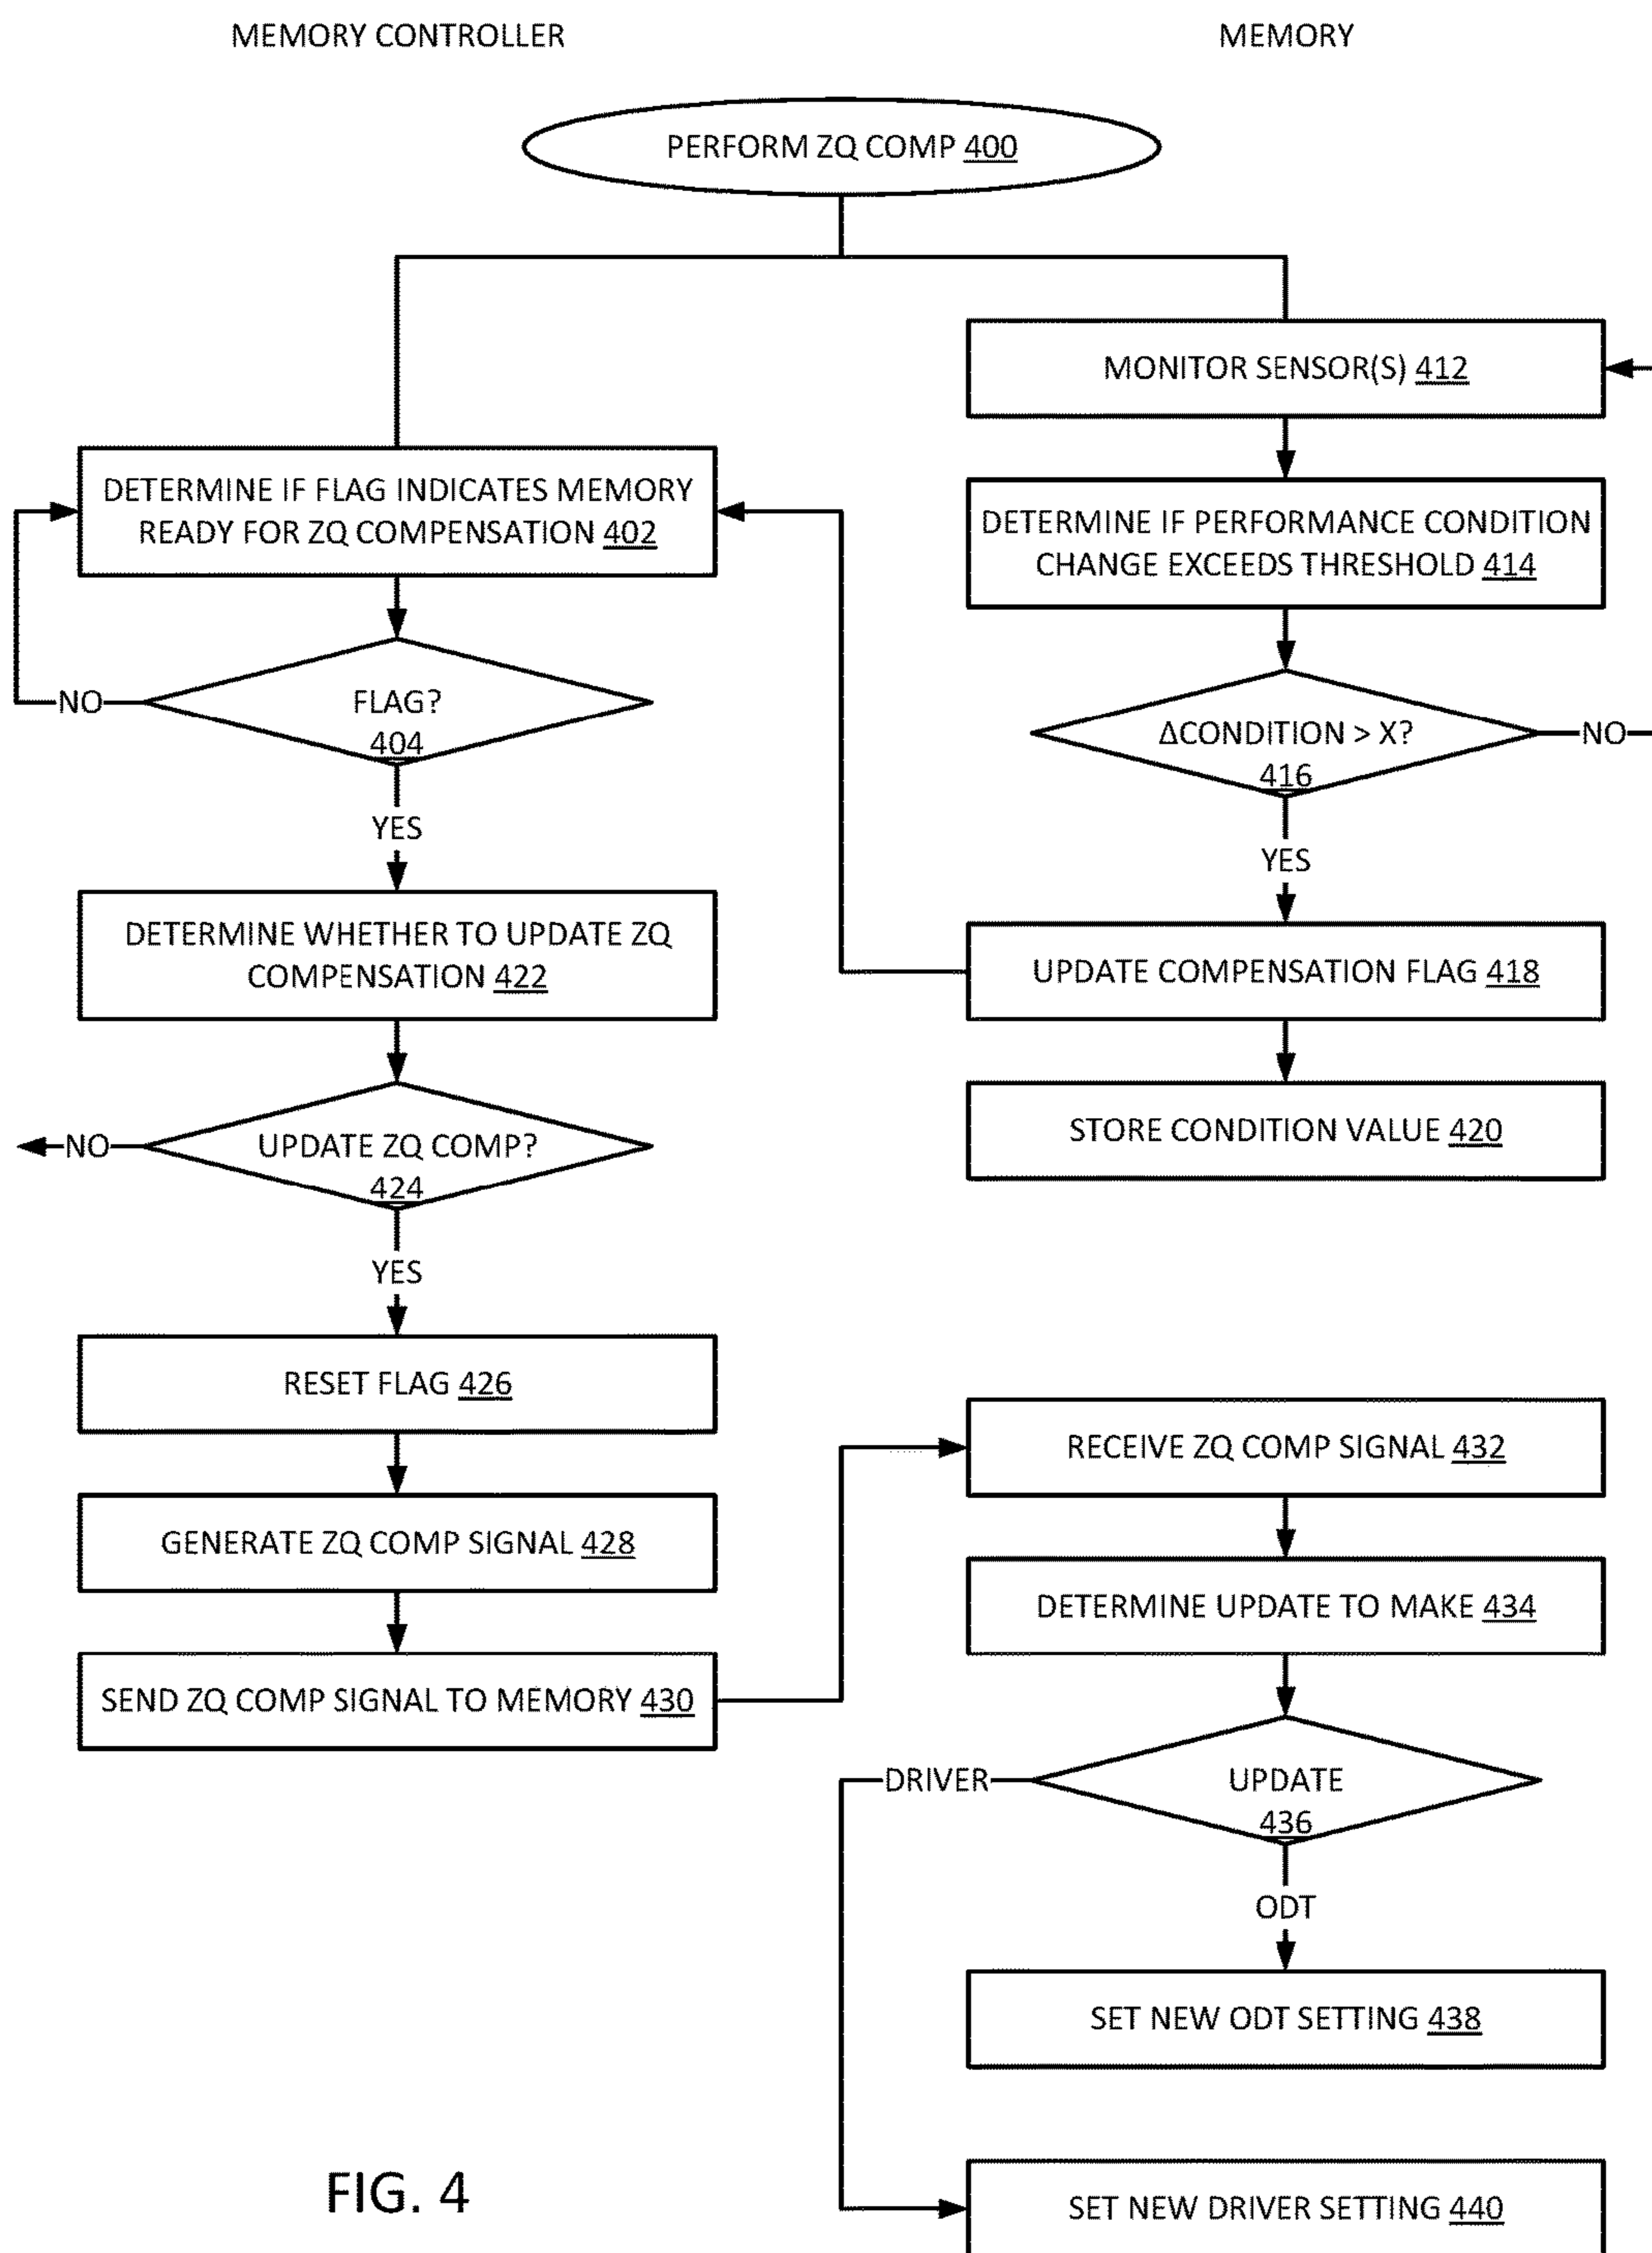 MEMORY CONTROLLER
MEMORY
PERFORM ZQ COMP 400
MONITOR SENSOR(S) 412
DETERMINE IF FLAG INDICATES MEMORY
READY FOR ZQ COMPENSATION 402
DETERMINE IF PERFORMANCE CONDITION
CHANGE EXCEEDS THRESHOLD 414
FLAG?
404
NO
YES
ΔCONDITION > X?
416
NO
YES
DETERMINE WHETHER TO UPDATE ZQ
COMPENSATION 422
UPDATE COMPENSATION FLAG 418
STORE CONDITION VALUE 420
UPDATE ZQ COMP?
424
NO
YES
RESET FLAG 426
GENERATE ZQ COMP SIGNAL 428
SEND ZQ COMP SIGNAL TO MEMORY 430
RECEIVE ZQ COMP SIGNAL 432
DETERMINE UPDATE TO MAKE 434
UPDATE
436
DRIVER
ODT
SET NEW ODT SETTING 438
SET NEW DRIVER SETTING 440
FIG. 4